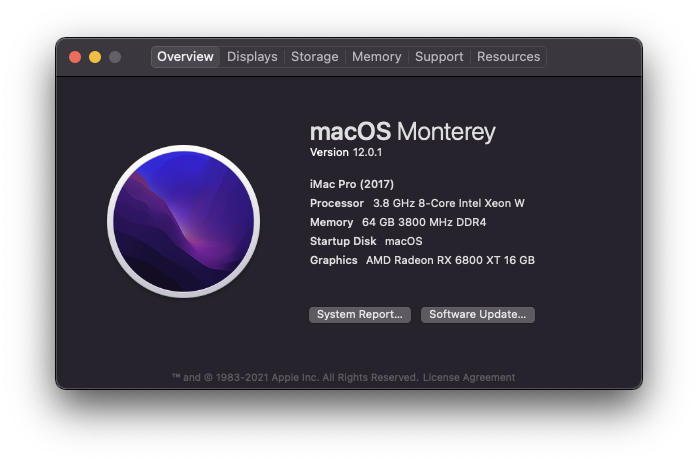 Overview Displays Storage Memory Support Resources
macOS Monterey
Version 12.0.1
iMac Pro (2017)
Processor 3.8 GHz 8-Core Intel Xeon W
Memory 64 GB 3800 MHz DDR4
Startup Disk macOS
Graphics AMD Radeon RX 6800 XT 16 GB
System Report... Software Update...
™ and © 1983-2021 Apple Inc. All Rights Reserved. License Agreement